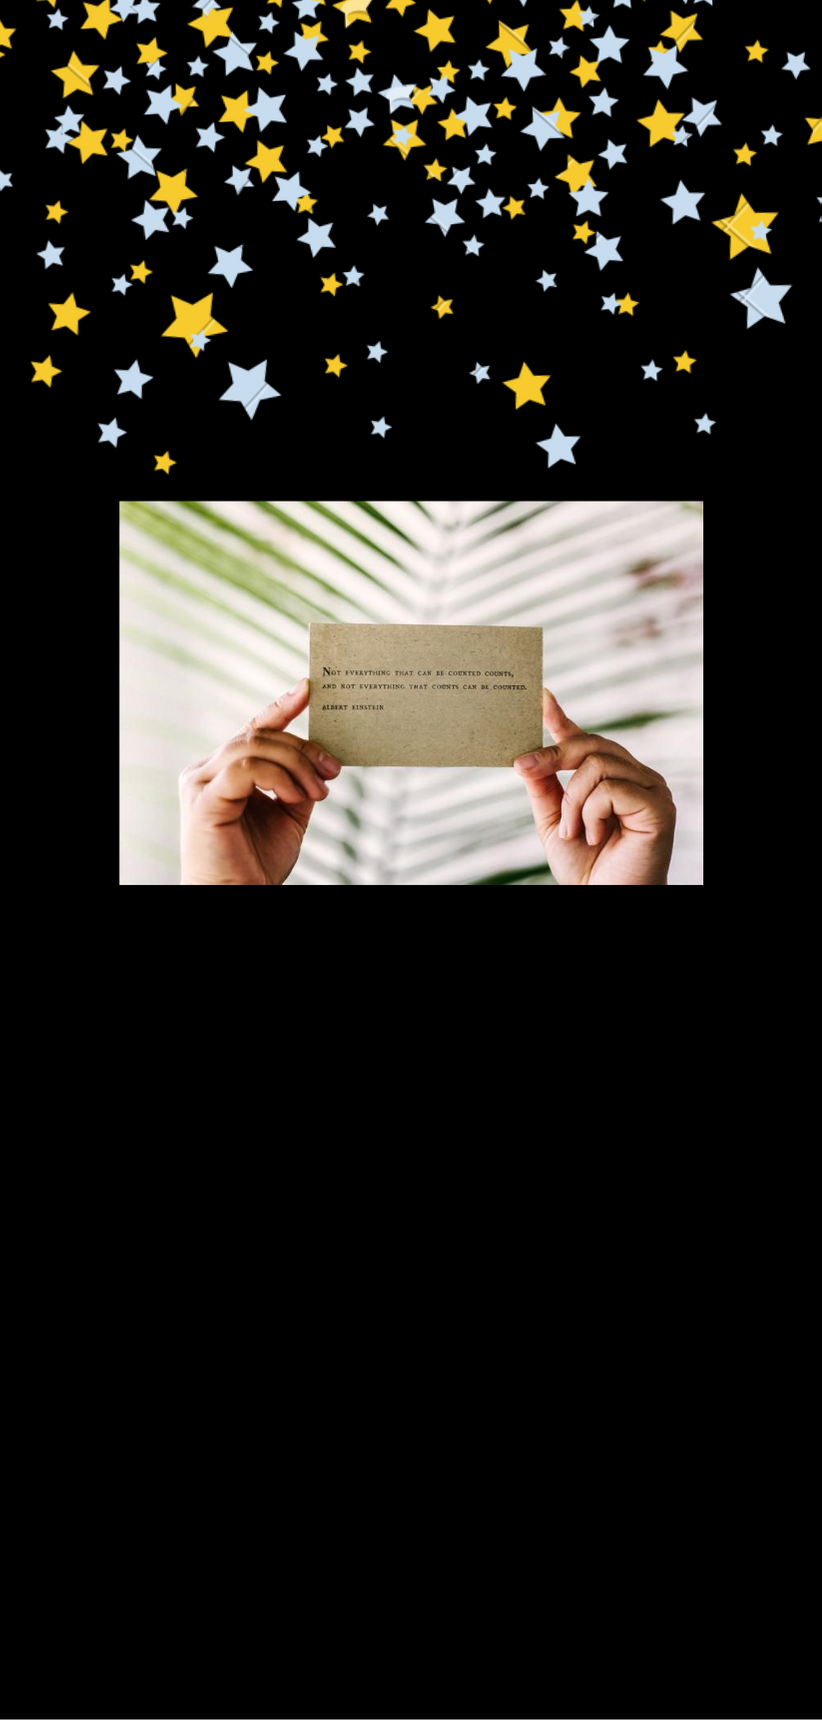 Not everything that can be counted counts,
and not everything that counts can be counted.
Albert Einstein